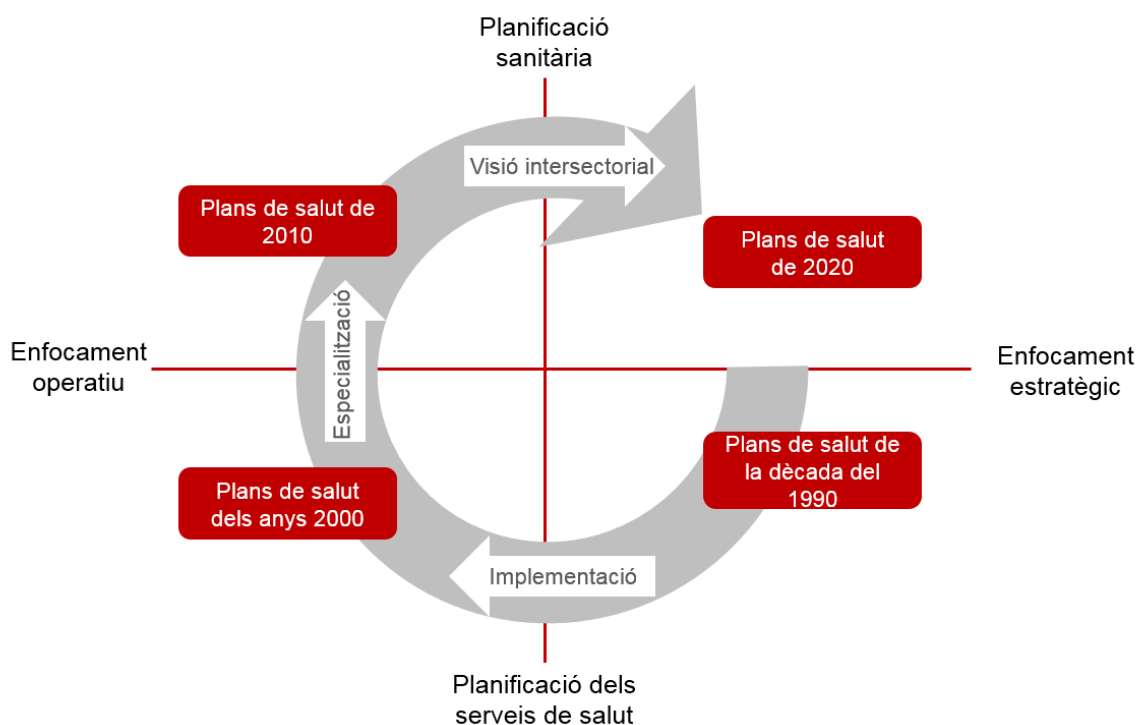 Planificació
sanitària
Visió intersectorial
Plans de salut de
2010
Plans de salut
de 2020
Especialització
Enfocament
operatiu
Enfocament
estratègic
Plans de salut de
la dècada del
1990
Plans de salut
dels anys 2000
Implementació
Planificació dels
serveis de salut